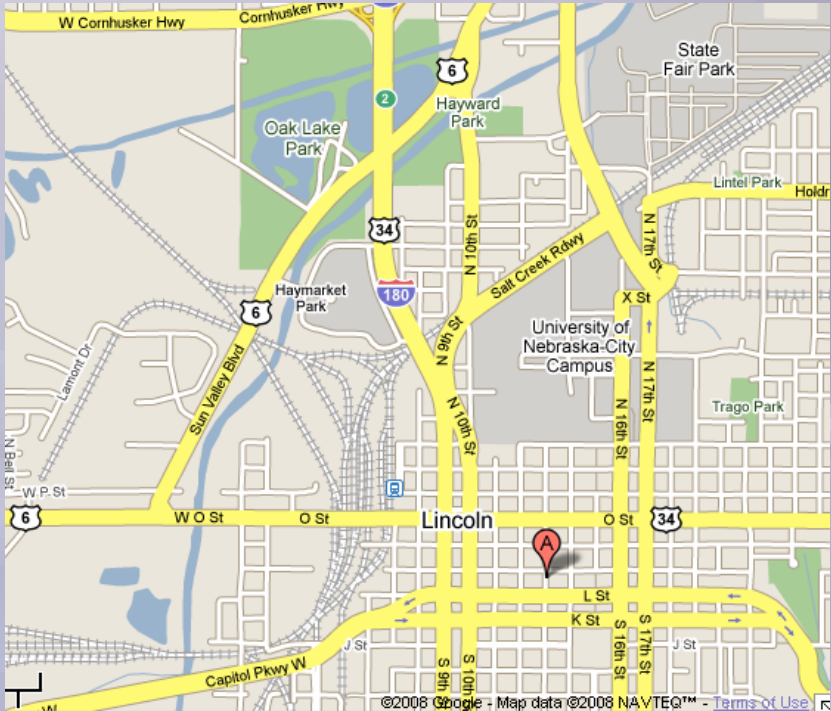 W Cornhusker Hwy
Cornhusker Hwy
State
Fair Park
6
2
Hayward
Park
Oak Lake
Park
Lintel Park
Holdr
34
N 10th St
N 17th St
Salt Creek Rdwy
Haymarket
Park
180
X St
6
N 9th St
University of
Nebraska-City
Campus
Lamont Dr
Sun Valley Blvd
N 17th St
N 10th St
N 16th St
Trago Park
N Bell St
W P St
6
W O St
O St
Lincoln
O St
34
A
L St
K St
J St
J St
S 16th St
S 17th St
Capitol Pkwy W
S 9th St
S 10th
W
©2008 Google - Map data ©2008 NAVTEQ™ - Terms of Use